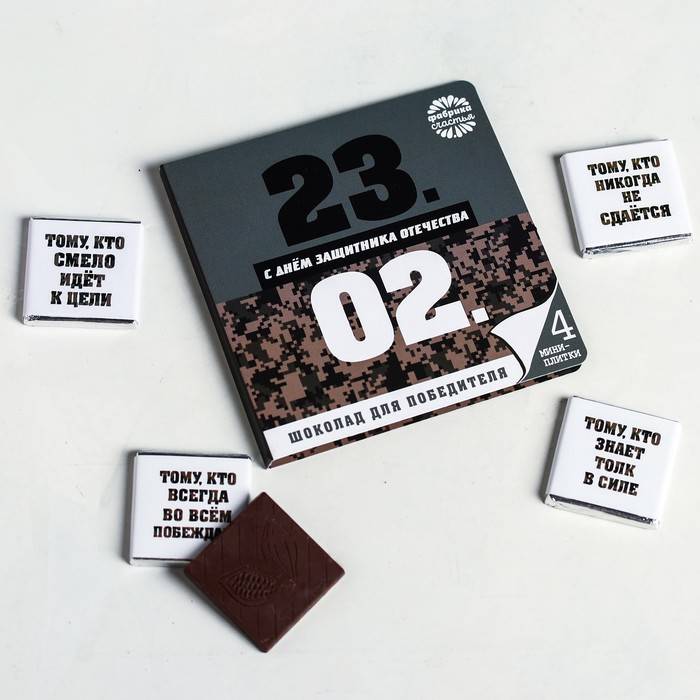 фабрика
счастья
23.
С ДНЁМ ЗАЩИТНИКА ОТЕЧЕСТВА
02.
4
МИНИ-
ПЛИТКИ
ШОКОЛАД ДЛЯ ПОБЕДИТЕЛЯ
ТОМУ, КТО
НИКОГДА
НЕ
СДАЁТСЯ
ТОМУ, КТО
СМЕЛО
ИДЁТ
К ЦЕЛИ
ТОМУ, КТО
ЗНАЕТ
ТОЛК
В СИЛЕ
ТОМУ, КТО
ВСЕГДА
ВО ВСЁМ